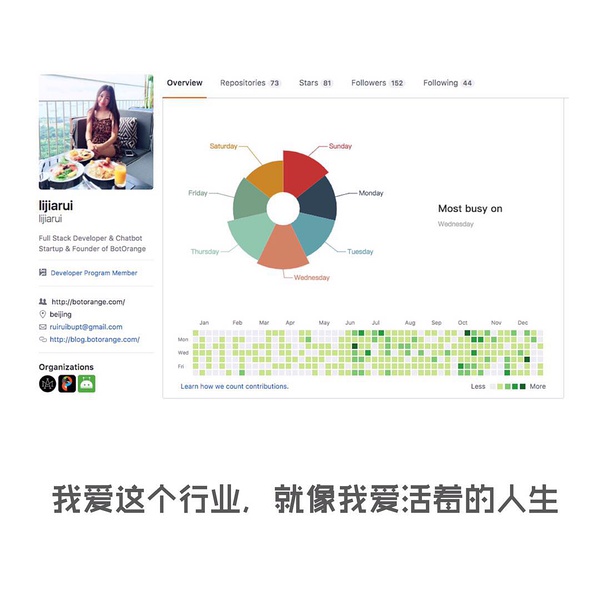 Overview Repositories 73 Stars 81 Followers 152 Following 44
Saturday
Sunday
Friday
Monday
Thursday
Tuesday
Wednesday
Most busy on
Wednesday
lijiarui
lijiarui
Full Stack Developer & Chatbot
Startup & Founder of BotOrange
Developer Program Member
http://botorange.com/
beijing
ruiruibupt@gmail.com
http://blog.botorange.com/
Organizations
Jan Feb Mar Apr May Jun Jul Aug Sep Oct Nov Dec
Mon
Wed
Fri
Learn how we count contributions.
Less More
我爱这个行业，就像我爱活着的人生